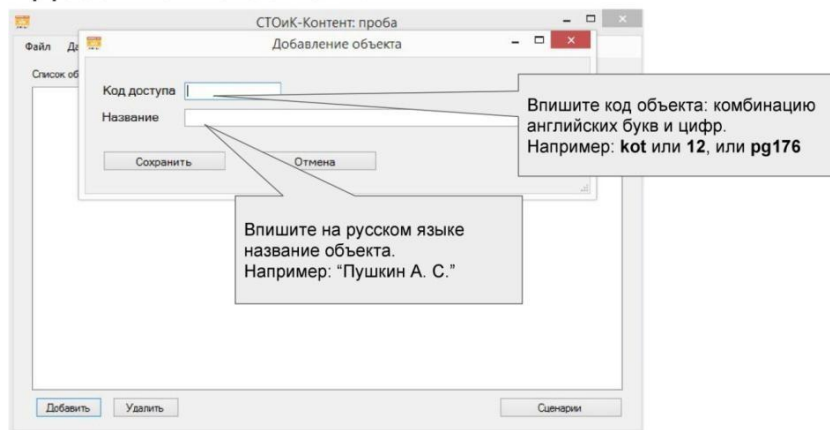 СТОиК-Контент: проба
Добавление объекта
Файл
Список об
Код доступа
Название
Сохранить
Отмена
Впишите код объекта: комбинацию
английских букв и цифр.
Например: kot или 12, или pg176
Впишите на русском языке
название объекта.
Например: “Пушкин А. С.”
Добавить
Удалить
Сценарии